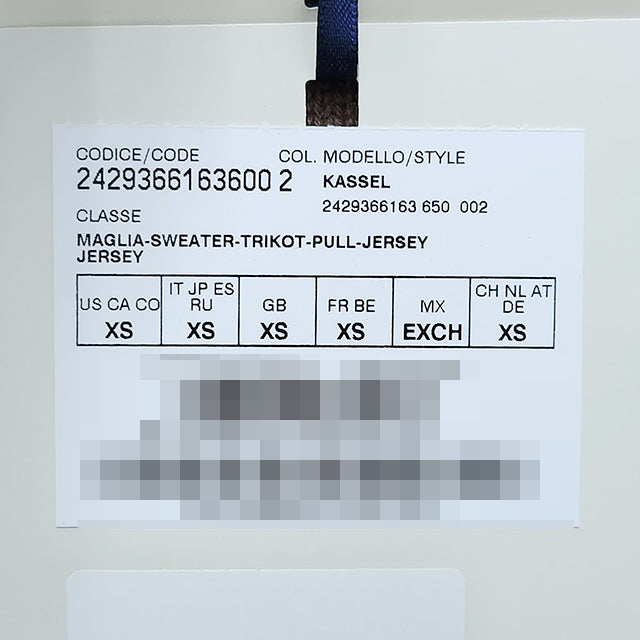 CODICE/CODE COL. MODELLO/STYLE
2429366163600 2 KASSEL
2429366163 650 002
CLASSE
MAGLIA-SWEATER-TRIKOT-PULL-JERSEY
JERSEY
US CA CO IT JP ES RU GB FR BE MX CH NL AT DE
XS XS XS XS EXCH XS